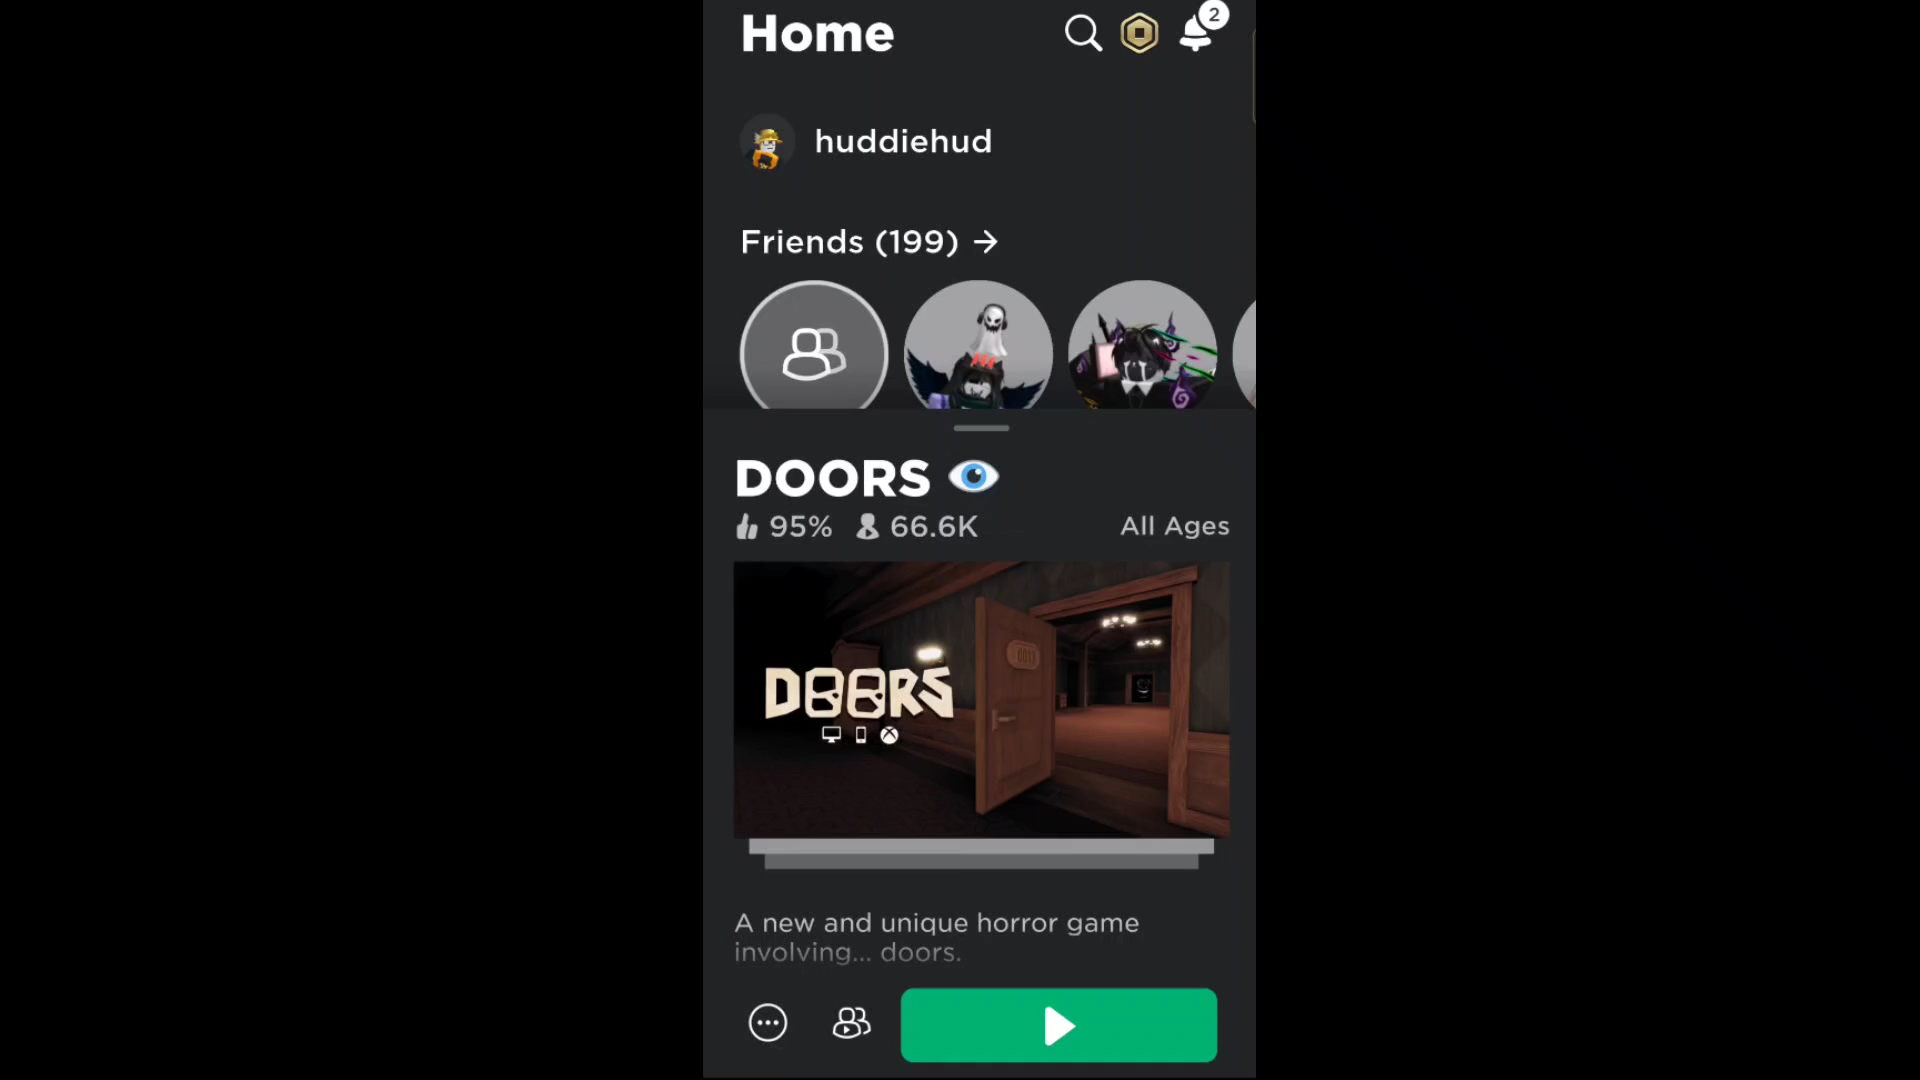 Home
2
huddiehud
Friends (199) →
DOORS 👁️
95% 66.6K
All Ages
DOORS
A new and unique horror game
involving... doors.